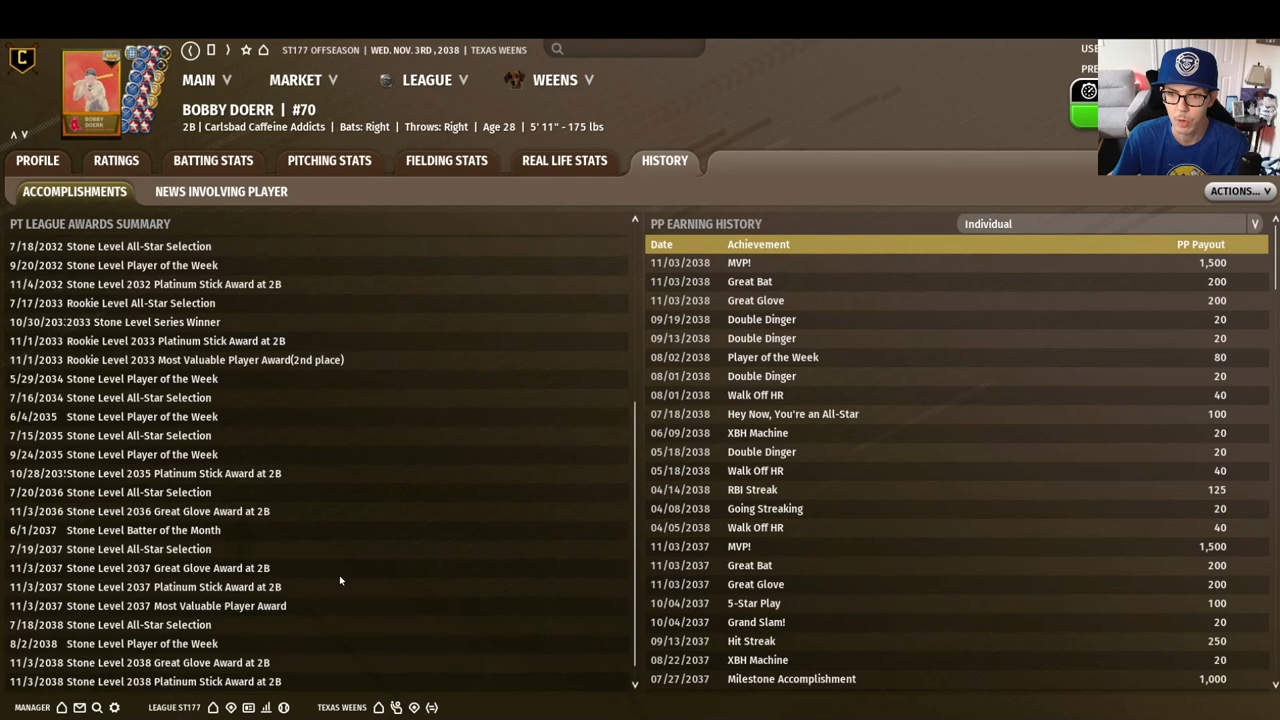 ST177 OFFSEASON | WED. NOV. 3RD, 2038 | TEXAS WEENS
USE
PRE
C
BOBBY DOERR
MAIN MARKET LEAGUE WEENS
BOBBY DOERR | #70
2B | Carlsbad Caffeine Addicts | Bats: Right | Throws: Right | Age 28 | 5' 11" - 175 lbs
PROFILE RATINGS BATTING STATS PITCHING STATS FIELDING STATS REAL LIFE STATS HISTORY
ACCOMPLISHMENTS NEWS INVOLVING PLAYER ACTIONS...
PT LEAGUE AWARDS SUMMARY
7/18/2032 Stone Level All-Star Selection
9/20/2032 Stone Level Player of the Week
11/4/2032 Stone Level 2032 Platinum Stick Award at 2B
7/17/2033 Rookie Level All-Star Selection
10/30/203: 2033 Stone Level Series Winner
11/1/2033 Rookie Level 2033 Platinum Stick Award at 2B
11/1/2033 Rookie Level 2033 Most Valuable Player Award(2nd place)
5/29/2034 Stone Level Player of the Week
7/16/2034 Stone Level All-Star Selection
6/4/2035 Stone Level Player of the Week
7/15/2035 Stone Level All-Star Selection
9/24/2035 Stone Level Player of the Week
10/28/203! Stone Level 2035 Platinum Stick Award at 2B
7/20/2036 Stone Level All-Star Selection
11/3/2036 Stone Level 2036 Great Glove Award at 2B
6/1/2037 Stone Level Batter of the Month
7/19/2037 Stone Level All-Star Selection
11/3/2037 Stone Level 2037 Great Glove Award at 2B
11/3/2037 Stone Level 2037 Platinum Stick Award at 2B
11/3/2037 Stone Level 2037 Most Valuable Player Award
7/18/2038 Stone Level All-Star Selection
8/2/2038 Stone Level Player of the Week
11/3/2038 Stone Level 2038 Great Glove Award at 2B
11/3/2038 Stone Level 2038 Platinum Stick Award at 2B
PP EARNING HISTORY Individual
Date Achievement PP Payout
11/03/2038 MVP! 1,500
11/03/2038 Great Bat 200
11/03/2038 Great Glove 200
09/19/2038 Double Dinger 20
09/13/2038 Double Dinger 20
08/02/2038 Player of the Week 80
08/01/2038 Double Dinger 20
08/01/2038 Walk Off HR 40
07/18/2038 Hey Now, You're an All-Star 100
06/09/2038 XBH Machine 20
05/18/2038 Double Dinger 20
05/18/2038 Walk Off HR 40
04/14/2038 RBI Streak 125
04/08/2038 Going Streaking 20
04/05/2038 Walk Off HR 40
11/03/2037 MVP! 1,500
11/03/2037 Great Bat 200
11/03/2037 Great Glove 200
10/04/2037 5-Star Play 100
10/04/2037 Grand Slam! 20
09/13/2037 Hit Streak 250
08/22/2037 XBH Machine 20
07/27/2037 Milestone Accomplishment 1,000
MANAGER LEAGUE ST177 TEXAS WEENS